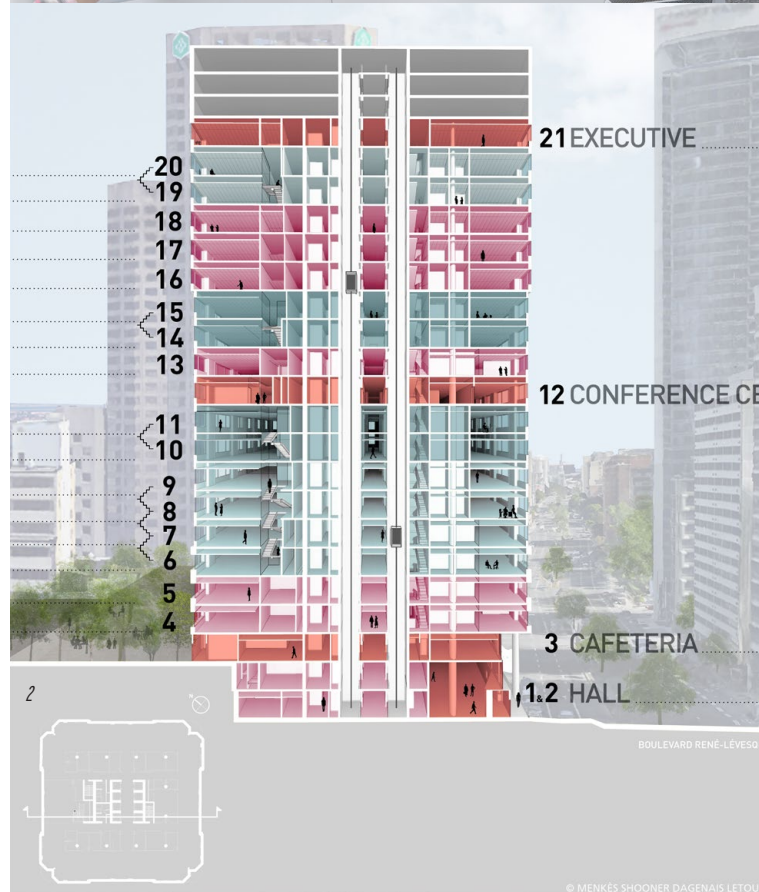 21 EXECUTIVE
20
19
18
17
16
15
14
13
12 CONFERENCE CE
11
10
9
8
7
6
5
4
3 CAFETERIA
1&2 HALL
2
BOULEVARD RENÉ-LÉVESQ
© MENKÈS SHOONER DAGENAIS LETOU